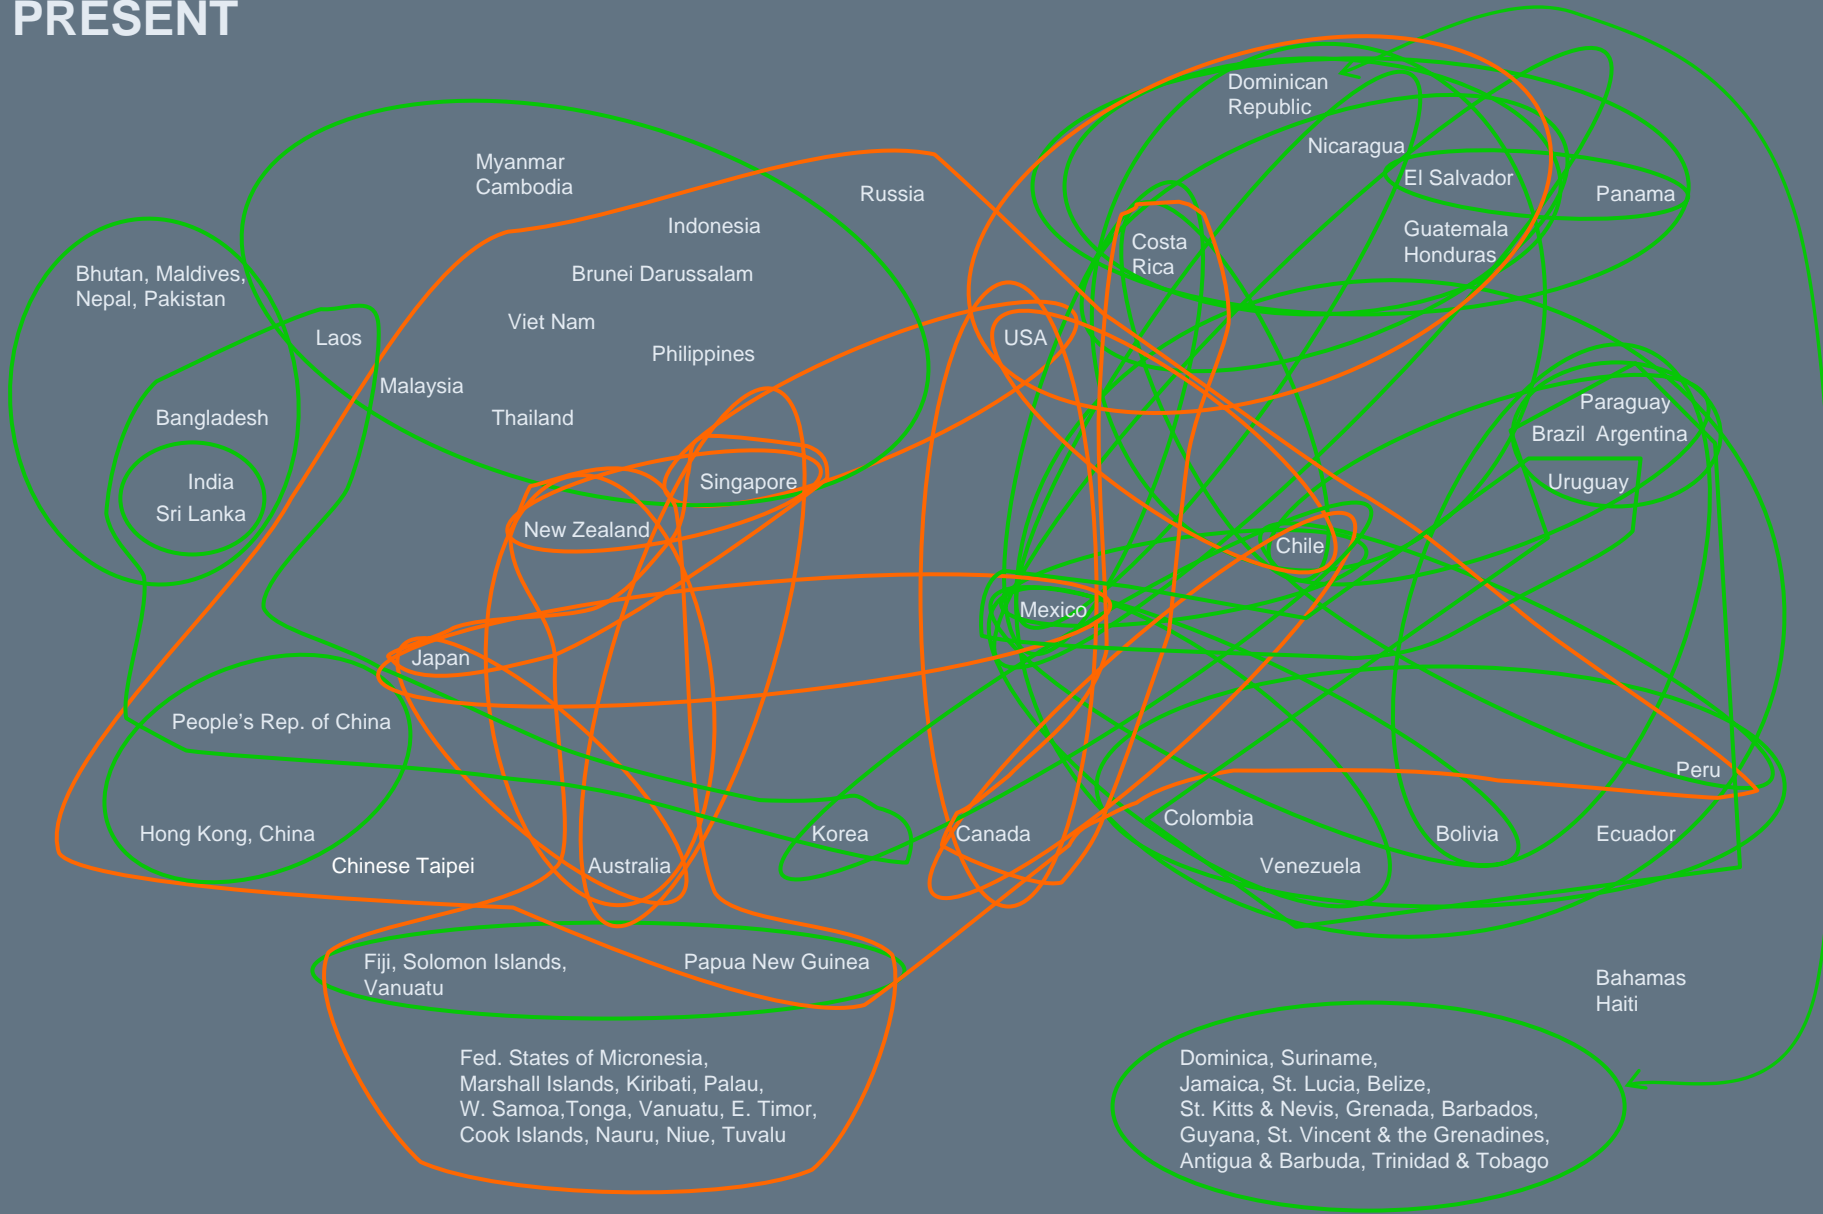 PRESENT
Dominican
Republic
Nicaragua
Myanmar
Cambodia
El Salvador
Russia
Panama
Indonesia
Guatemala
Honduras
Costa
Rica
Bhutan, Maldives,
Nepal, Pakistan
Brunei Darussalam
Viet Nam
Laos
USA
Philippines
Malaysia
Paraguay
Bangladesh
Thailand
Brazil Argentina
India
Singapore
Uruguay
Sri Lanka
New Zealand
Chile
Mexico
Japan
People's Rep. of China
Peru
Colombia
Hong Kong, China
Korea
Canada
Bolivia
Ecuador
Chinese Taipei
Australia
Venezuela
Fiji, Solomon Islands,
Vanuatu
Papua New Guinea
Bahamas
Haiti
Fed. States of Micronesia,
Marshall Islands, Kiribati, Palau,
W. Samoa,Tonga, Vanuatu, E. Timor,
Cook Islands, Nauru, Niue, Tuvalu
Dominica, Suriname,
Jamaica, St. Lucia, Belize,
St. Kitts & Nevis, Grenada, Barbados,
Guyana, St. Vincent & the Grenadines,
Antigua & Barbuda, Trinidad & Tobago